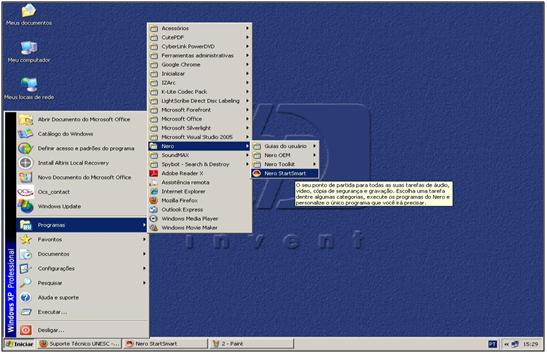 Meus documentos
Meu computador
Meus locais de rede
Abrir Documento do Microsoft Office
Catálogo do Windows
Definir acesso e padrões do programa
Install Altiris Local Recovery
Novo Documento do Microsoft Office
Ocs_contact
Windows Update
Programas
Favoritos
Documentos
Configurações
Pesquisar
Ajuda e suporte
Executar...
Desligar...
Windows XP Professional
Acessórios
CutePDF
CyberLink PowerDVD
Ferramentas administrativas
Google Chrome
Inicializar
IZArc
K-Lite Codec Pack
LightScribe Direct Disc Labeling
Microsoft Forefront
Microsoft Office
Microsoft Silverlight
Microsoft Visual Studio 2005
Nero
SoundMAX
Spybot - Search & Destroy
Adobe Reader X
Assistência remota
Internet Explorer
Mozilla Firefox
Outlook Express
Windows Media Player
Windows Movie Maker
Guias do usuário
Nero OEM
Nero Toolkit
Nero StartSmart
O seu ponto de partida para todas as suas tarefas de áudio,
vídeo, cópia de segurança e gravação. Escolha uma tarefa
dentre algumas categorias, execute os programas do Nero e
personalize o único programa que você irá precisar.
hp
invent
Iniciar
Suporte Técnico UNESC -...
Nero StartSmart
2 - Paint
PT
15:29